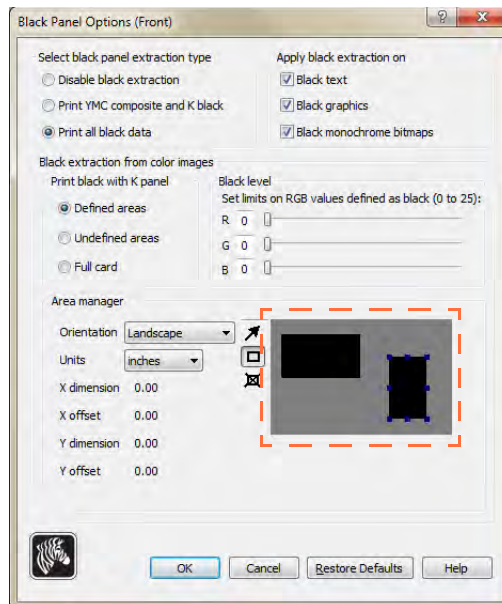 Black Panel Options (Front)
Select black panel extraction type
Apply black extraction on
Disable black extraction
Black text
Print YMC composite and K black
Black graphics
Print all black data
Black monochrome bitmaps
Black extraction from color images
Print black with K panel
Black level
Set limits on RGB values defined as black (0 to 25):
Defined areas
R 0
Undefined areas
G 0
Full card
B 0
Area manager
Orientation Landscape
Units inches
X dimension 0.00
X offset 0.00
Y dimension 0.00
Y offset 0.00
OK Cancel Restore Defaults Help